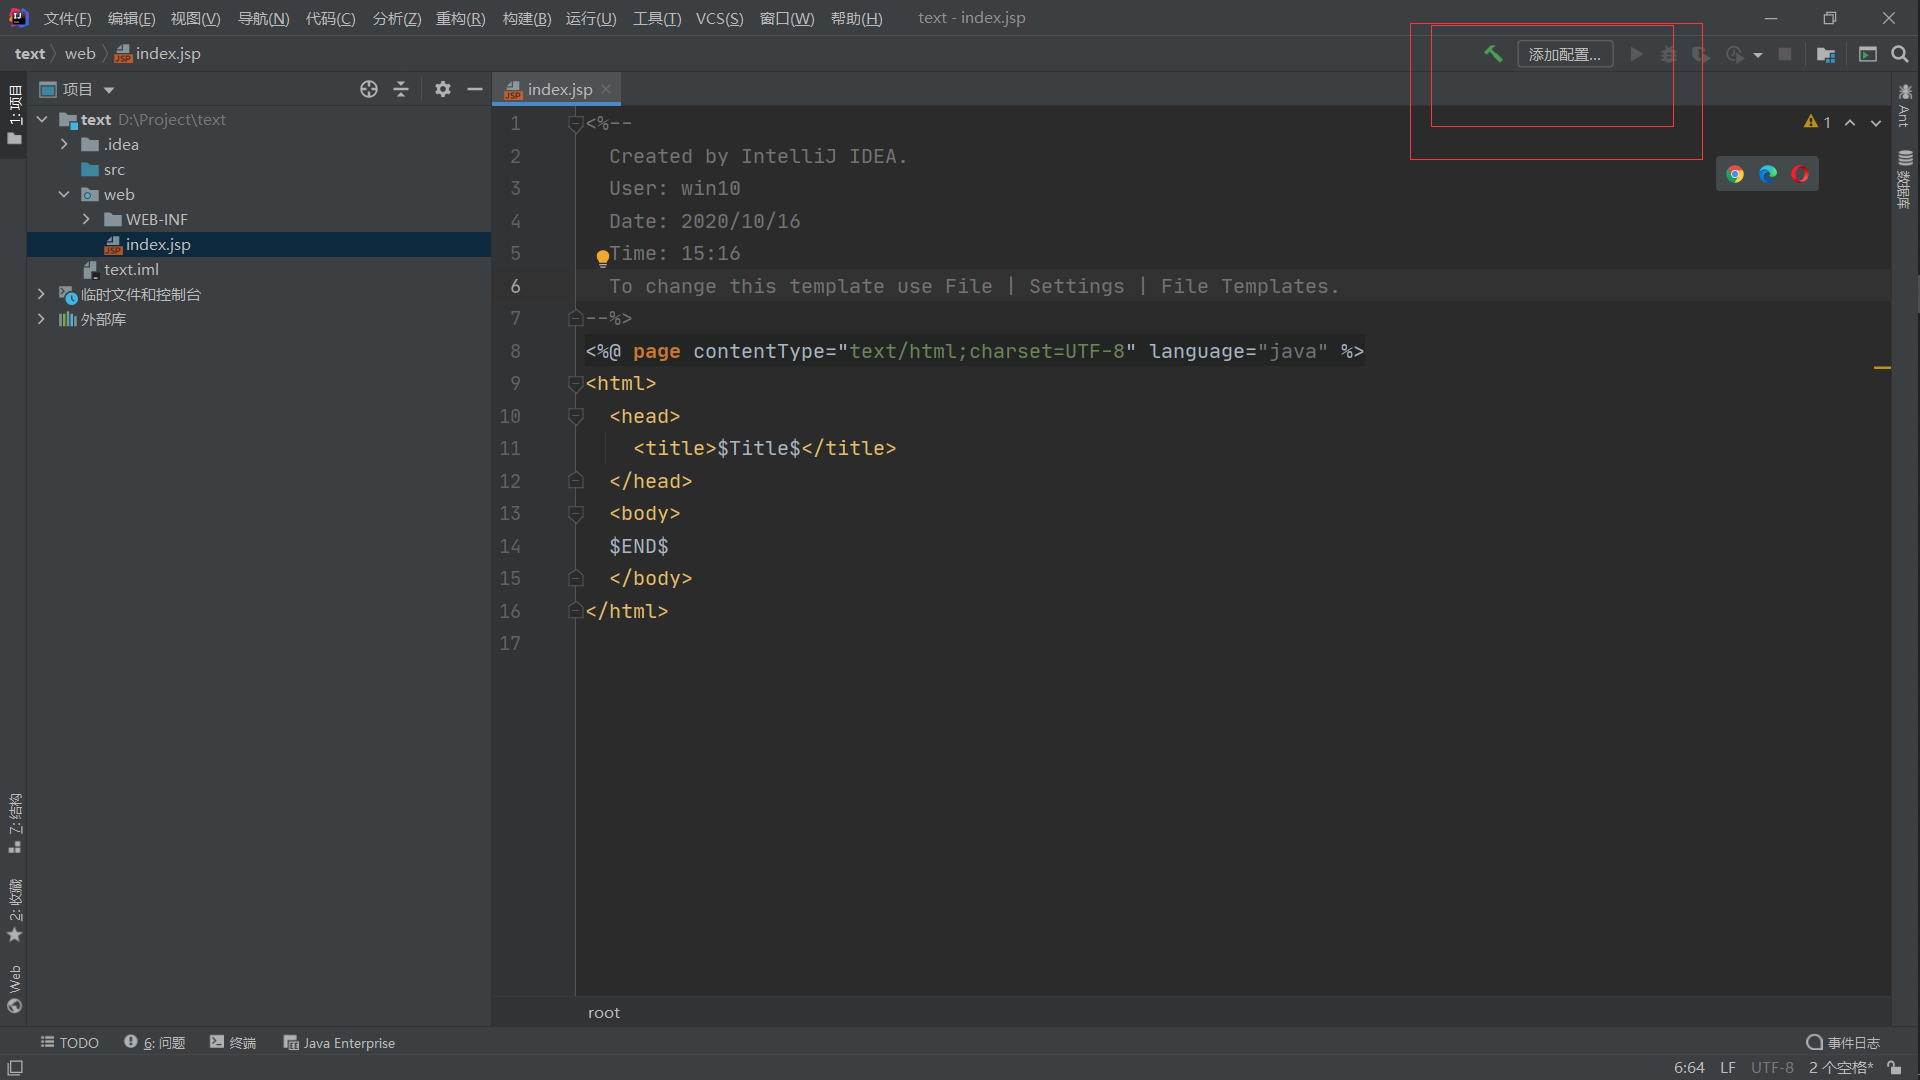 文件(F) 编辑(E) 视图(V) 导航(N) 代码(C) 分析(Z) 重构(R) 构建(B) 运行(U) 工具(T) VCS(S) 窗口(W) 帮助(H) text - index.jsp
text web index.jsp 添加配置...
1: 项目
项目
index.jsp
text D:\Project\text
.idea
src
web
WEB-INF
index.jsp
text.iml
临时文件和控制台
外部库
1 <%--
2 Created by IntelliJ IDEA.
3 User: win10
4 Date: 2020/10/16
5 Time: 15:16
6 To change this template use File | Settings | File Templates.
7 --%>
8 <%@ page contentType="text/html;charset=UTF-8" language="java" %>
9 <html>
10 <head>
11 <title>$Title$</title>
12 </head>
13 <body>
14 $END$
15 </body>
16 </html>
17
1
Ant
数据库
7: 结构
2: 收藏
Web
root
TODO 6: 问题 终端 Java Enterprise 事件日志
6:64 LF UTF-8 2 个空格*